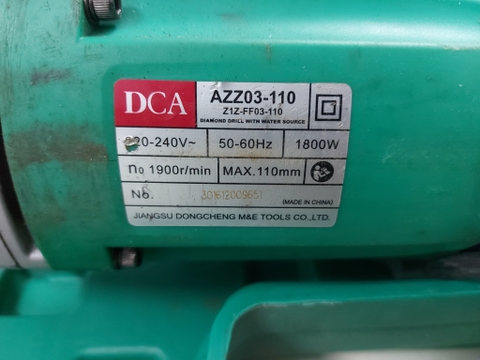 DCA
AZZ03-110
Z1Z-FF03-110
DIAMOND DRILL WITH WATER SOURCE
220-240V~ 50-60Hz 1800W
n0 1900r/min MAX.110mm
No. 301612009651
(MADE IN CHINA)
JIANGSU DONGCHENG M&E TOOLS CO.,LTD.